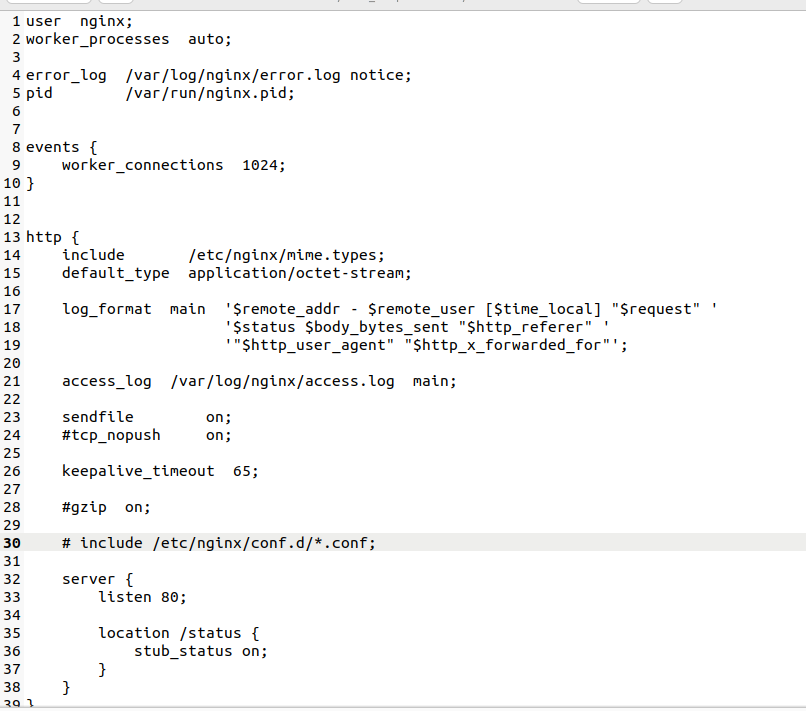 1 user  nginx;
2 worker_processes  auto;
3
4 error_log  /var/log/nginx/error.log notice;
5 pid        /var/run/nginx.pid;
6
7
8 events {
9     worker_connections  1024;
10 }
11
12
13 http {
14     include       /etc/nginx/mime.types;
15     default_type  application/octet-stream;
16
17     log_format  main  '$remote_addr - $remote_user [$time_local] "$request" '
18                       '$status $body_bytes_sent "$http_referer" '
19                       '"$http_user_agent" "$http_x_forwarded_for"';
20
21     access_log  /var/log/nginx/access.log  main;
22
23     sendfile        on;
24     #tcp_nopush     on;
25
26     keepalive_timeout  65;
27
28     #gzip  on;
29
30     # include /etc/nginx/conf.d/*.conf;
31
32     server {
33         listen 80;
34
35         location /status {
36             stub_status on;
37         }
38     }
39 }